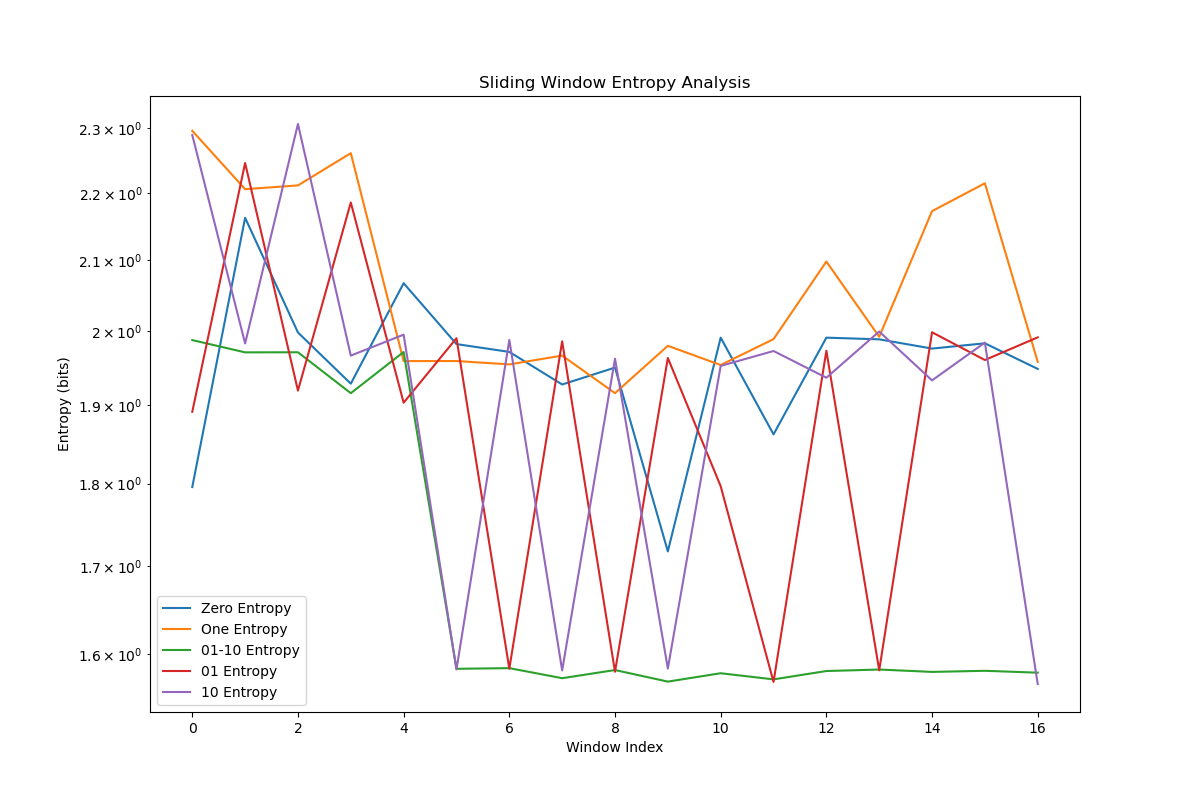 Sliding Window Entropy Analysis
2.3 × 10⁰
2.2 × 10⁰
2.1 × 10⁰
2 × 10⁰
1.9 × 10⁰
1.8 × 10⁰
1.7 × 10⁰
1.6 × 10⁰
Entropy (bits)
Zero Entropy
One Entropy
01-10 Entropy
01 Entropy
10 Entropy
0 2 4 6 8 10 12 14 16
Window Index